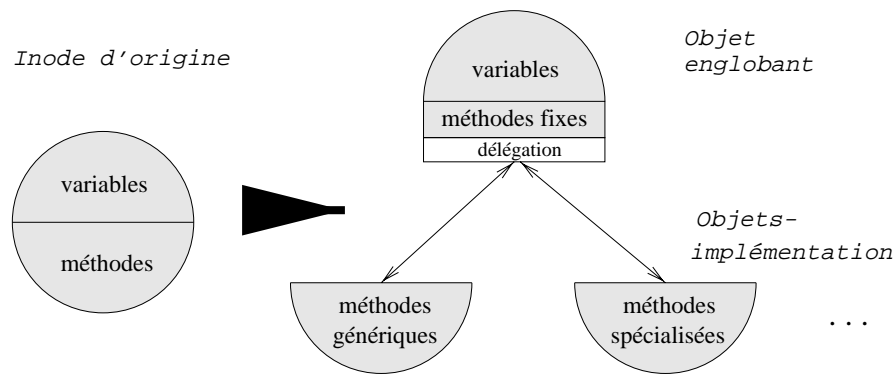 Inode d'origine
variables
méthodes
Objet
englobant
variables
méthodes fixes
délégation
Objets-
implémentation
méthodes
génériques
méthodes
spécialisées
...